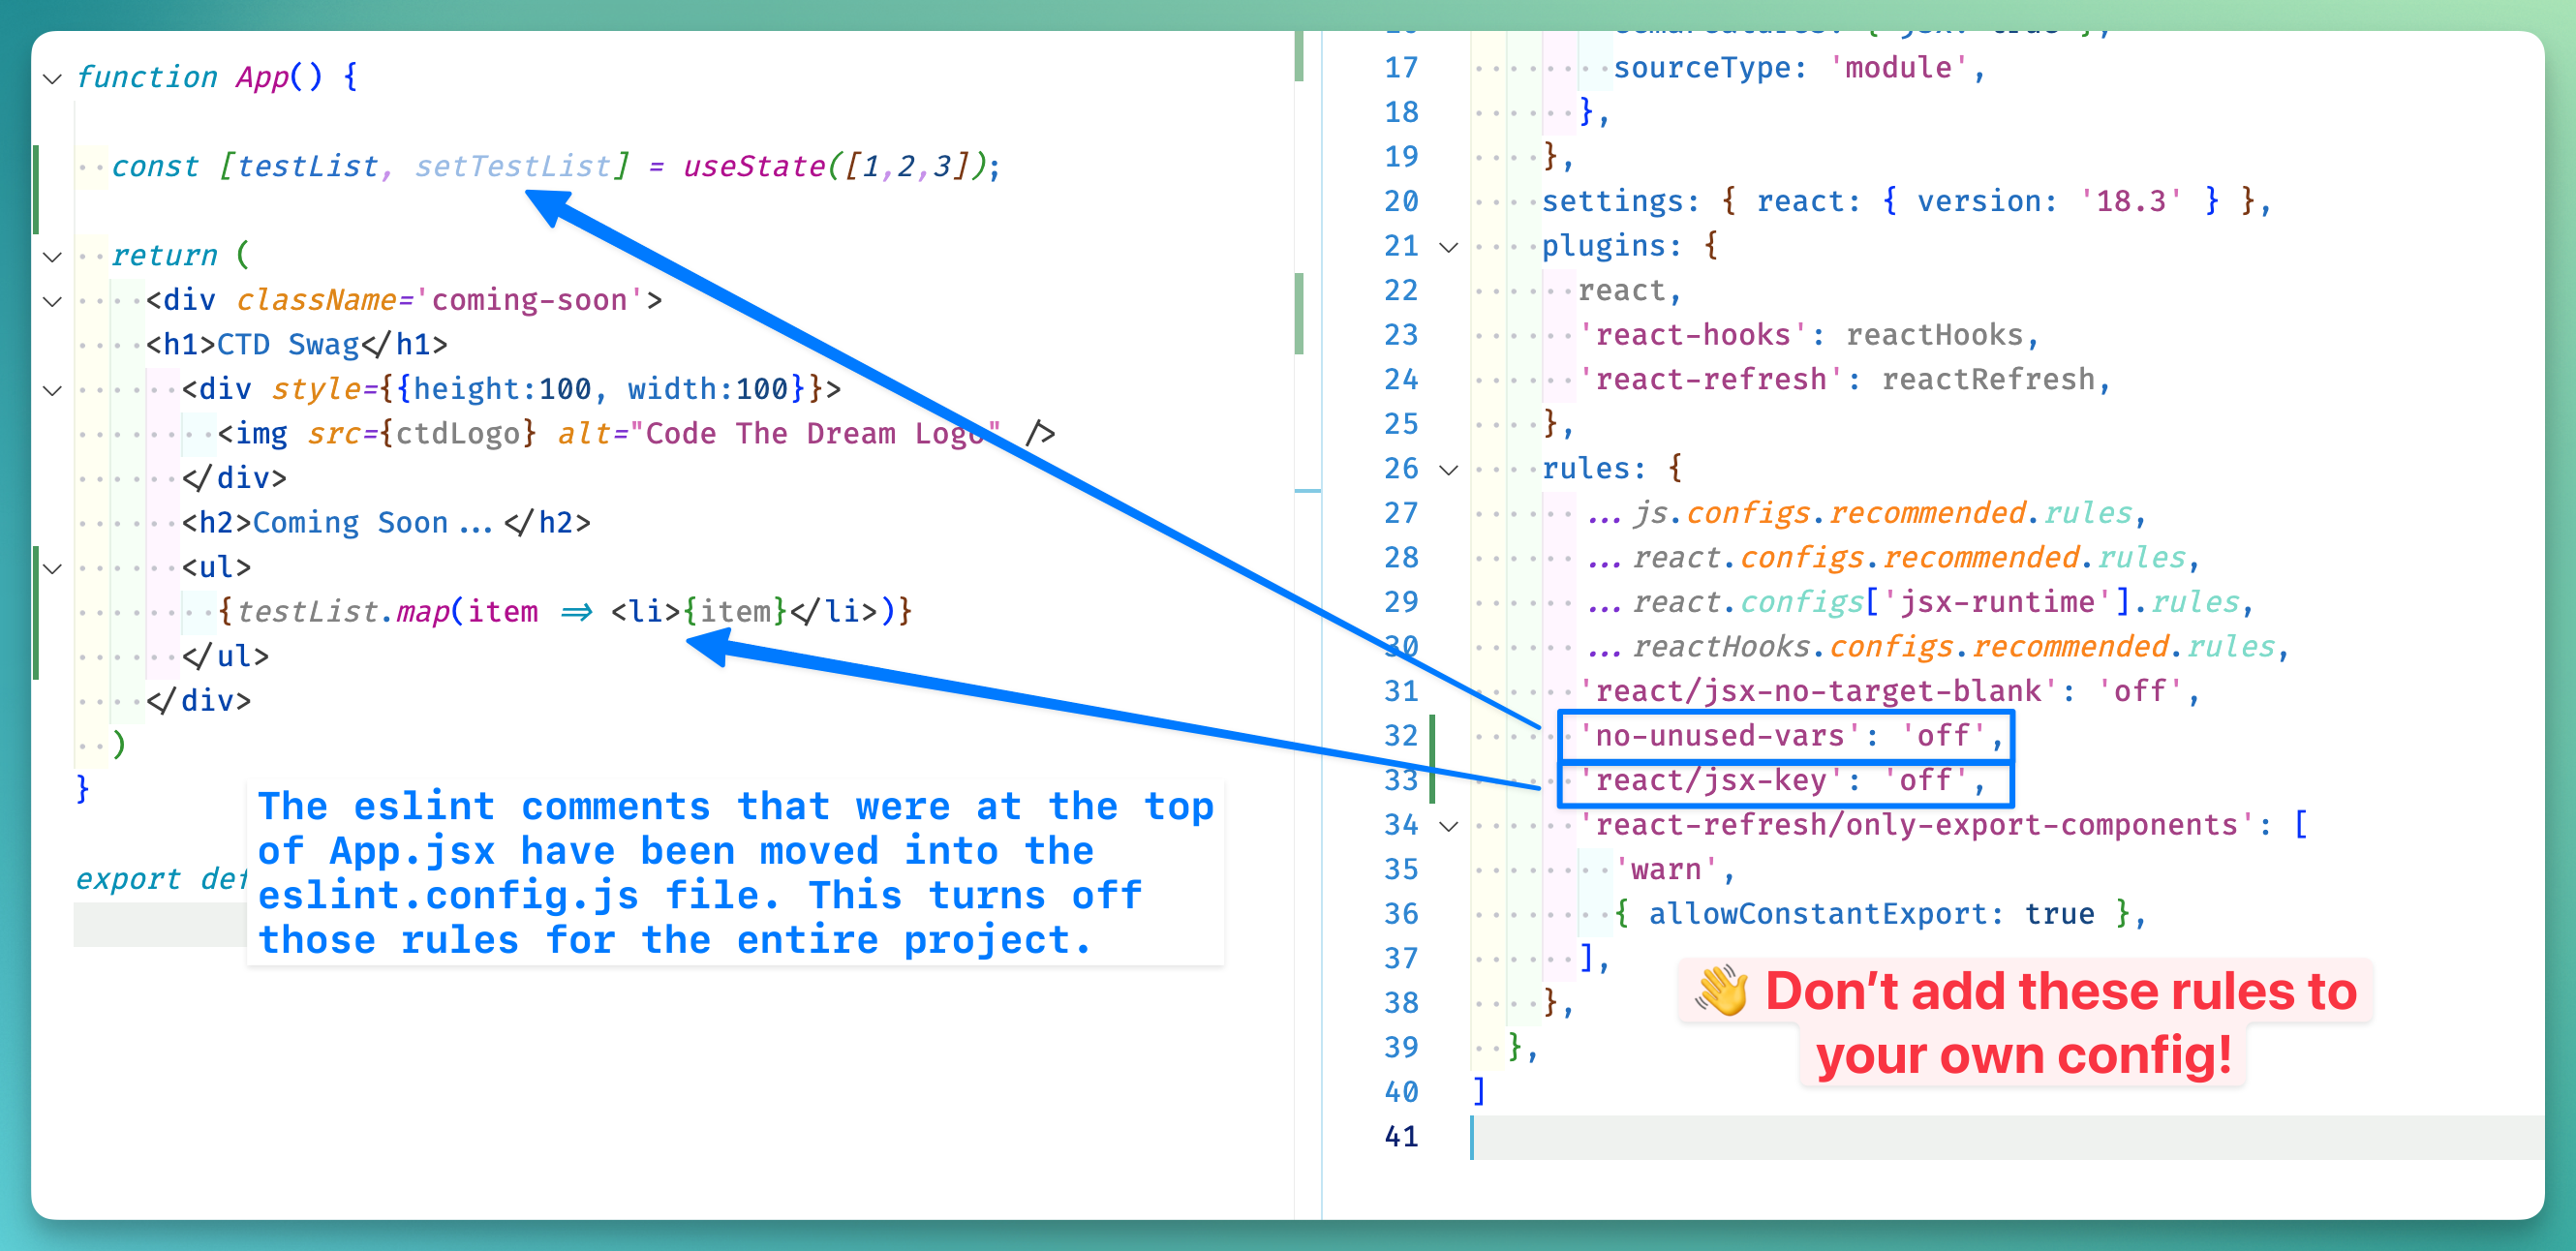 function App() {
const [testList, setTestList] = useState([1,2,3]);
return (
<div className='coming-soon'>
<h1>CTD Swag</h1>
<div style={{height:100, width:100}}>
<img src={ctdLogo} alt="Code The Dream Logo" />
</div>
<h2>Coming Soon...</h2>
<ul>
{testList.map(item => <li>{item}</li>)}
</ul>
</div>
)
}
export def
The eslint comments that were at the top
of App.jsx have been moved into the
eslint.config.js file. This turns off
those rules for the entire project.
17 sourceType: 'module',
18 },
19 },
20 settings: { react: { version: '18.3' } },
21 plugins: {
22 react,
23 'react-hooks': reactHooks,
24 'react-refresh': reactRefresh,
25 },
26 rules: {
27 ...js.configs.recommended.rules,
28 ...react.configs.recommended.rules,
29 ...react.configs['jsx-runtime'].rules,
30 ...reactHooks.configs.recommended.rules,
31 'react/jsx-no-target-blank': 'off',
32 'no-unused-vars': 'off',
33 'react/jsx-key': 'off',
34 'react-refresh/only-export-components': [
35 'warn',
36 { allowConstantExport: true },
37 ],
38 },
39 },
40 ]
41
👋 Don't add these rules to
your own config!